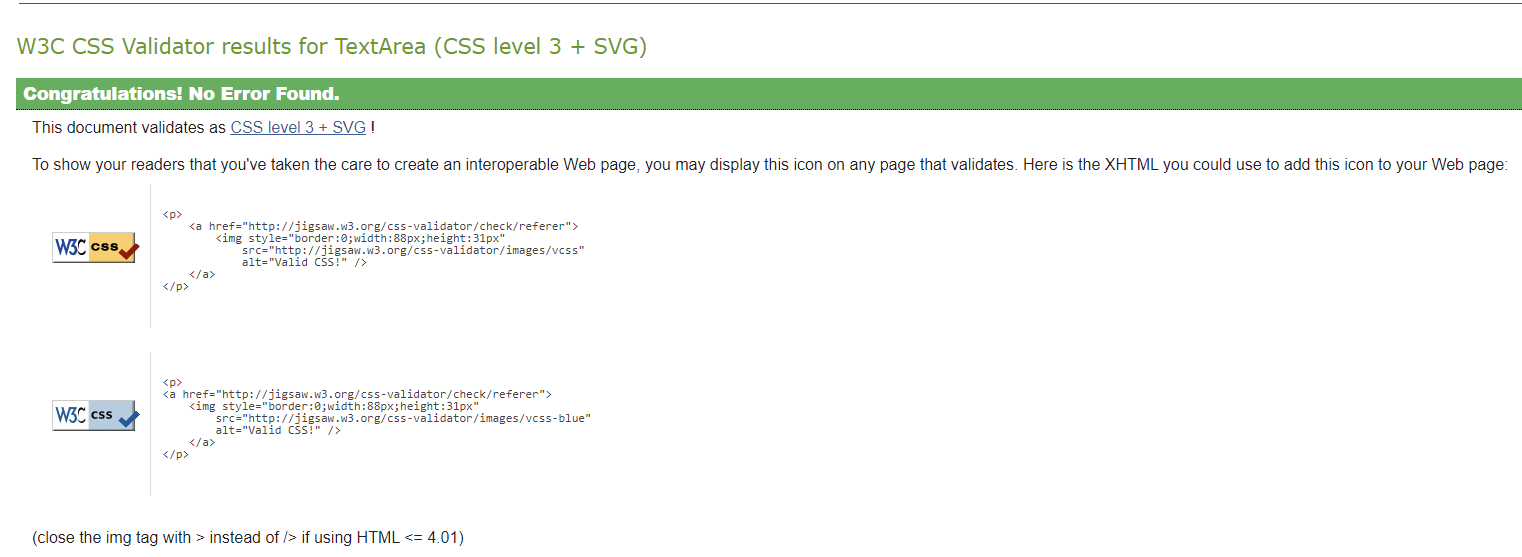 W3C CSS Validator results for TextArea (CSS level 3 + SVG)
Congratulations! No Error Found.
This document validates as CSS level 3 + SVG !
To show your readers that you've taken the care to create an interoperable Web page, you may display this icon on any page that validates. Here is the XHTML you could use to add this icon to your Web page:
W3C css
<p>
<a href="http://jigsaw.w3.org/css-validator/check/referer">
<img style="border:0;width:88px;height:31px"
src="http://jigsaw.w3.org/css-validator/images/vcss"
alt="Valid CSS!" />
</a>
</p>
W3C css
<p>
<a href="http://jigsaw.w3.org/css-validator/check/referer">
<img style="border:0;width:88px;height:31px"
src="http://jigsaw.w3.org/css-validator/images/vcss-blue"
alt="Valid CSS!" />
</a>
</p>
(close the img tag with > instead of /> if using HTML <= 4.01)